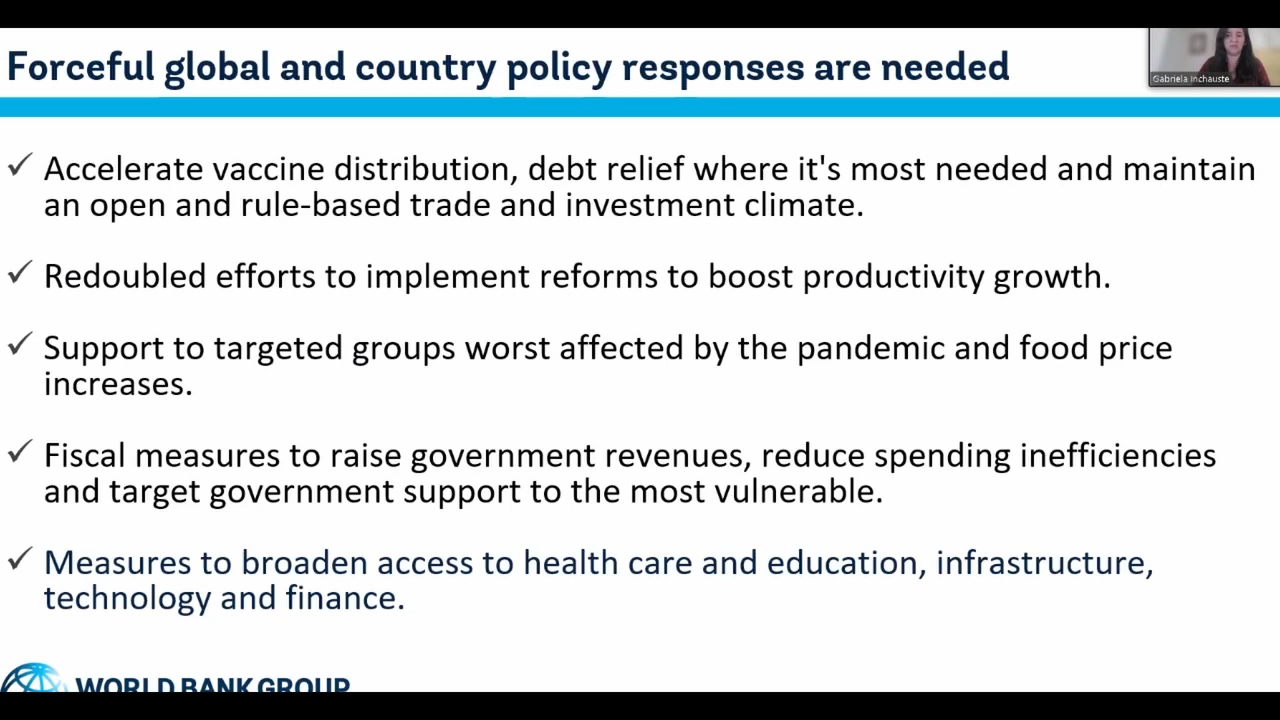 Forceful global and country policy responses are needed
Gabriela Inchauste
✓ Accelerate vaccine distribution, debt relief where it's most needed and maintain
an open and rule-based trade and investment climate.
✓ Redoubled efforts to implement reforms to boost productivity growth.
✓ Support to targeted groups worst affected by the pandemic and food price
increases.
✓ Fiscal measures to raise government revenues, reduce spending inefficiencies
and target government support to the most vulnerable.
✓ Measures to broaden access to health care and education, infrastructure,
technology and finance.
WORLD BANK GROUP